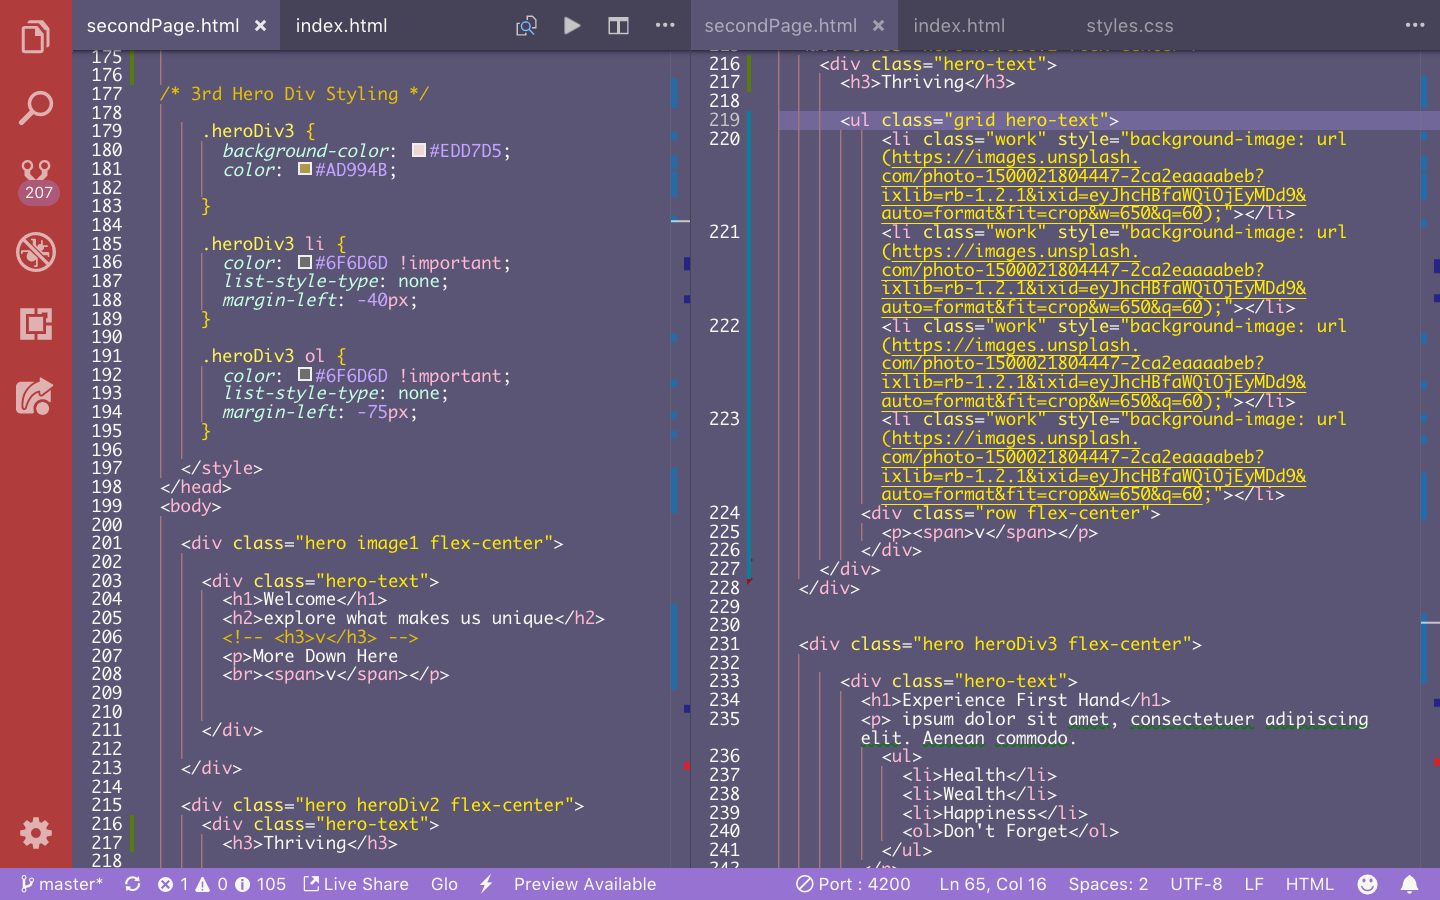 secondPage.html
index.html
secondPage.html
index.html
styles.css
207
175
176
177 /* 3rd Hero Div Styling */
178
179 .heroDiv3 {
180 background-color: #EDD7D5;
181 color: #AD994B;
182
183 }
184
185 .heroDiv3 li {
186 color: #6F6D6D !important;
187 list-style-type: none;
188 margin-left: -40px;
189 }
190
191 .heroDiv3 ol {
192 color: #6F6D6D !important;
193 list-style-type: none;
194 margin-left: -75px;
195 }
196
197 </style>
198 </head>
199 <body>
200
201 <div class="hero image1 flex-center">
202
203 <div class="hero-text">
204 <h1>Welcome</h1>
205 <h2>explore what makes us unique</h2>
206 <!-- <h3>v</h3> -->
207 <p>More Down Here
208 <br><span>v</span></p>
209
210
211 </div>
212
213 </div>
214
215 <div class="hero heroDiv2 flex-center">
216 <div class="hero-text">
217 <h3>Thriving</h3>
218
216 <div class="hero-text">
217 <h3>Thriving</h3>
218
219 <ul class="grid hero-text">
220 <li class="work" style="background-image: url
(https://images.unsplash.
com/photo-1500021804447-2ca2eaaaabeb?
ixlib=rb-1.2.1&ixid=eyJhcHBfaWQiOjEyMDd9&
auto=format&fit=crop&w=650&q=60);"></li>
221 <li class="work" style="background-image: url
(https://images.unsplash.
com/photo-1500021804447-2ca2eaaaabeb?
ixlib=rb-1.2.1&ixid=eyJhcHBfaWQiOjEyMDd9&
auto=format&fit=crop&w=650&q=60);"></li>
222 <li class="work" style="background-image: url
(https://images.unsplash.
com/photo-1500021804447-2ca2eaaaabeb?
ixlib=rb-1.2.1&ixid=eyJhcHBfaWQiOjEyMDd9&
auto=format&fit=crop&w=650&q=60);"></li>
223 <li class="work" style="background-image: url
(https://images.unsplash.
com/photo-1500021804447-2ca2eaaaabeb?
ixlib=rb-1.2.1&ixid=eyJhcHBfaWQiOjEyMDd9&
auto=format&fit=crop&w=650&q=60;"></li>
224 <div class="row flex-center">
225 <p><span>v</span></p>
226 </div>
227 </div>
228 </div>
229
230
231 <div class="hero heroDiv3 flex-center">
232
233 <div class="hero-text">
234 <h1>Experience First Hand</h1>
235 <p> ipsum dolor sit amet, consectetuer adipiscing
elit. Aenean commodo.
236 <ul>
237 <li>Health</li>
238 <li>Wealth</li>
239 <li>Happiness</li>
240 <ol>Don't Forget</ol>
241 </ul>
master* 1 0 105 Live Share Glo Preview Available Port : 4200 Ln 65, Col 16 Spaces: 2 UTF-8 LF HTML